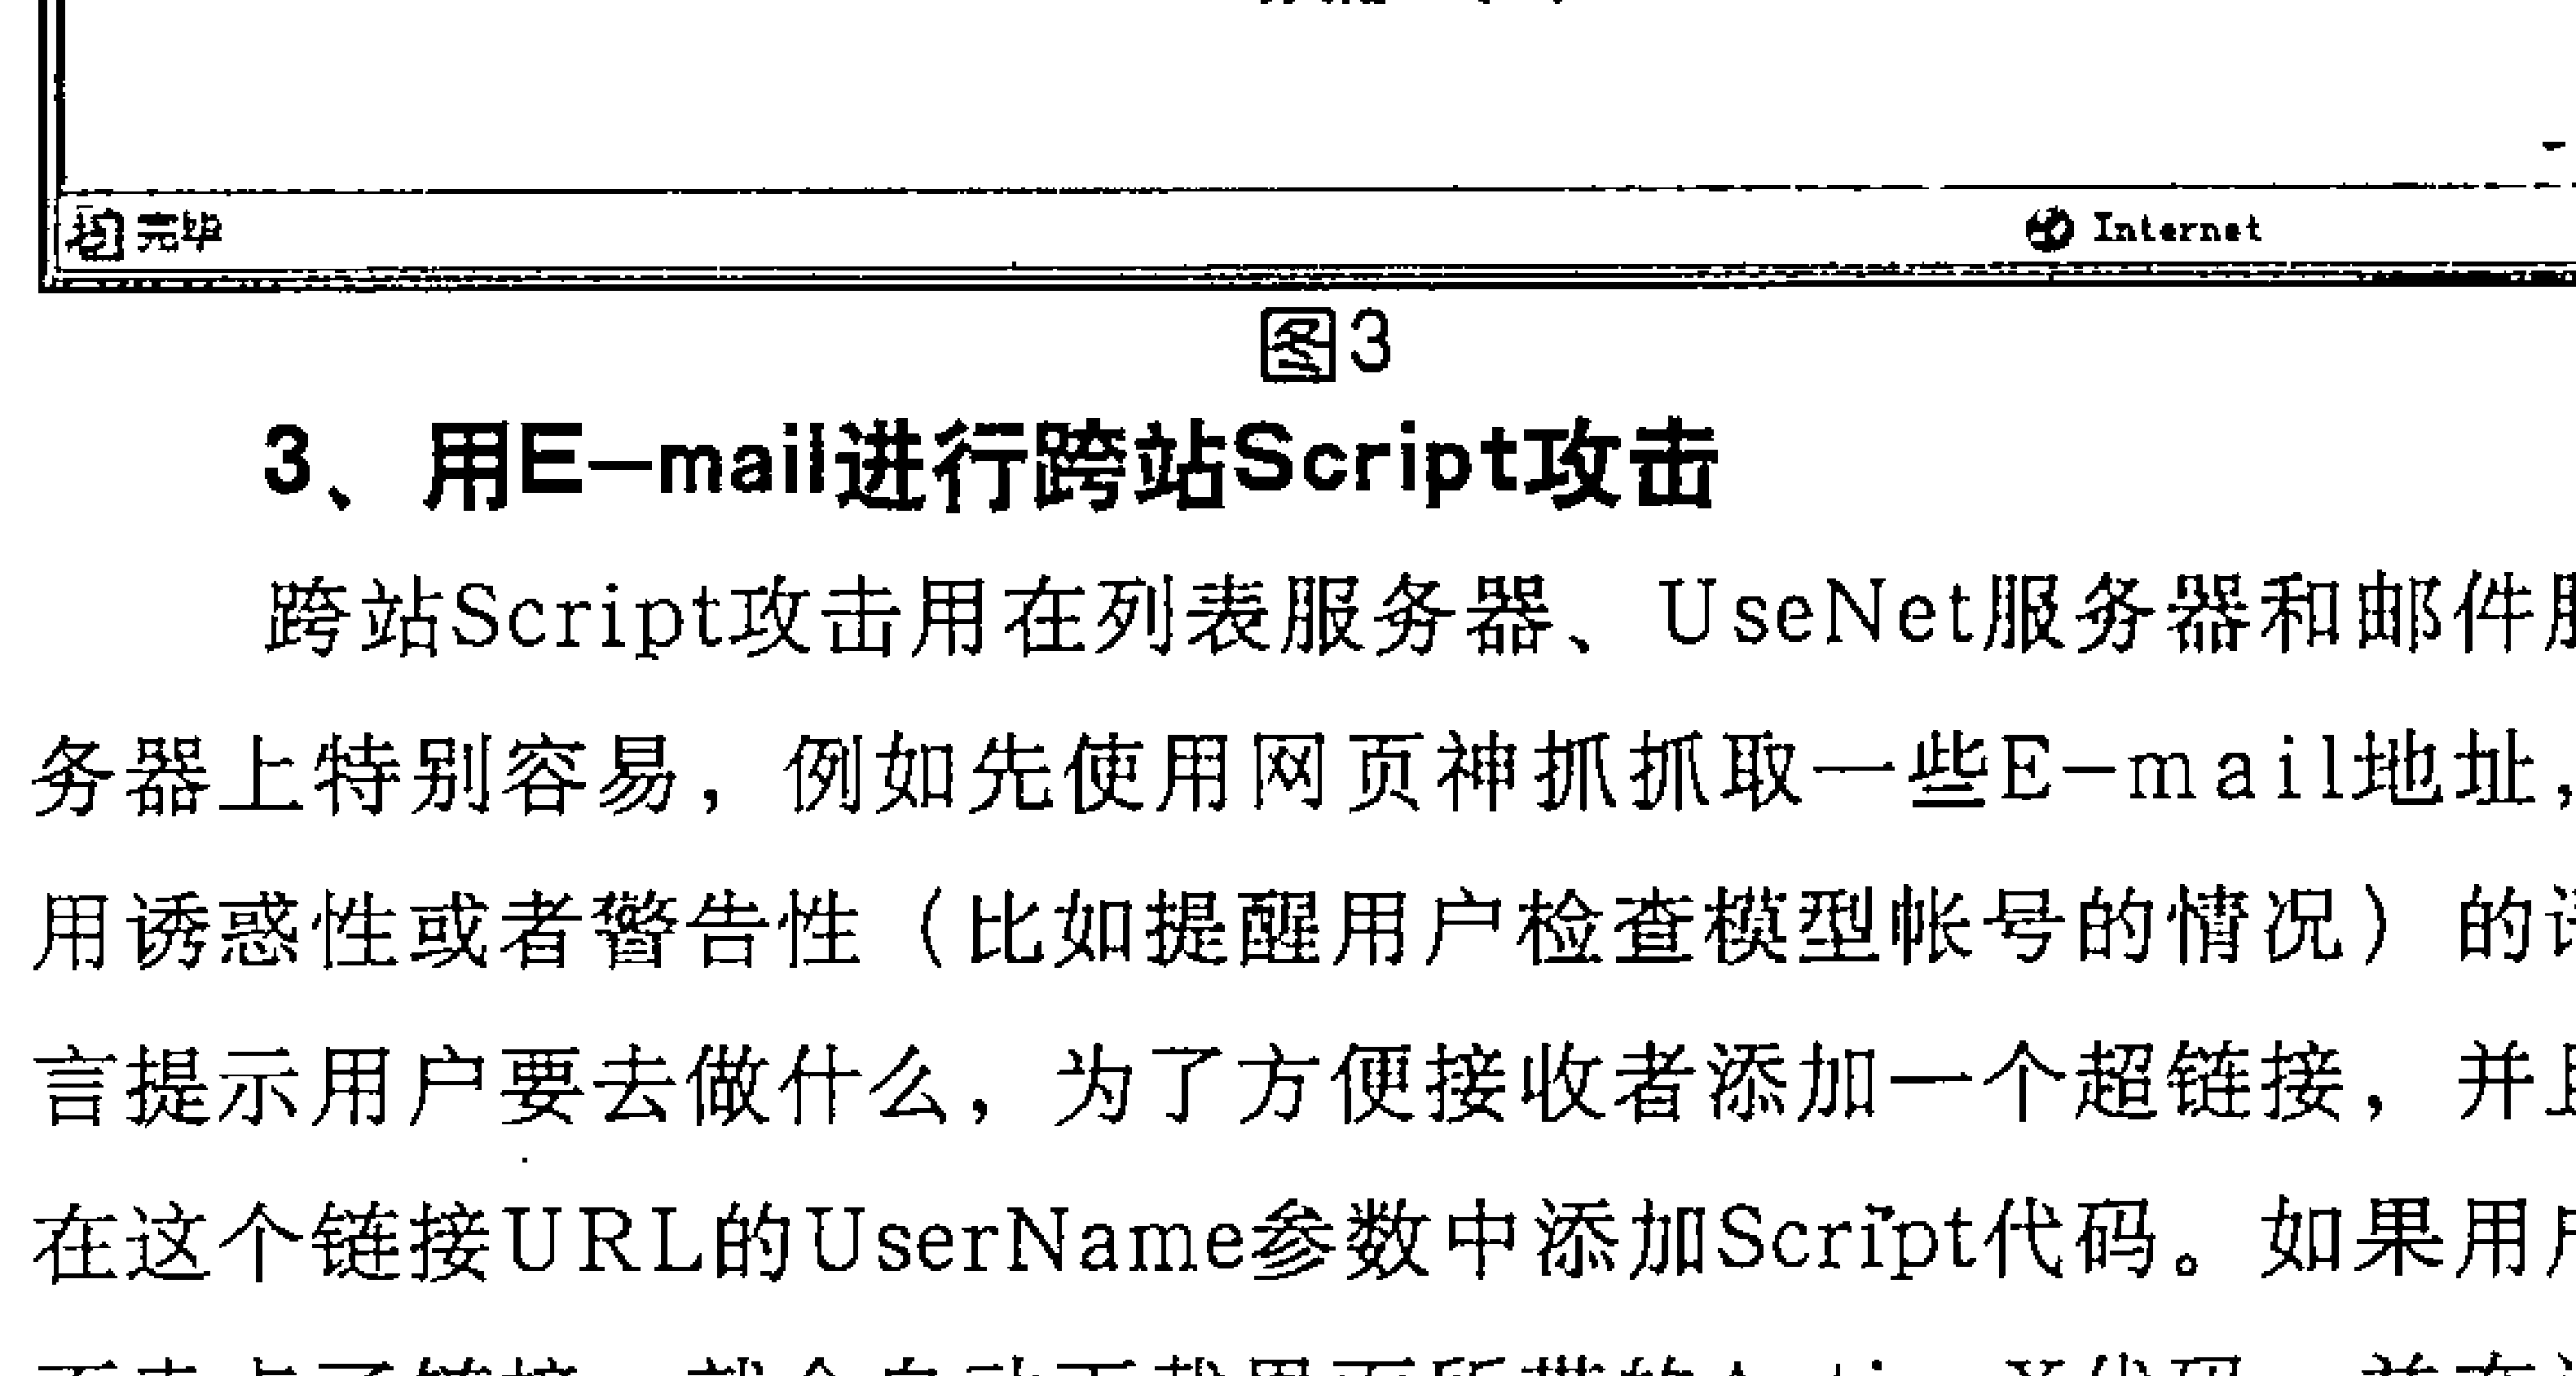 完毕 Internet
图3
3、用E-mail进行跨站Script攻击
跨站Script攻击用在列表服务器、UseNet服务器和邮件服
务器上特别容易，例如先使用网页神抓抓取一些E-mail地址，
用诱惑性或者警告性（比如提醒用户检查模型帐号的情况）的语
言提示用户要去做什么，为了方便接收者添加一个超链接，并且
在这个链接URL的UserName参数中添加Script代码。如果用户